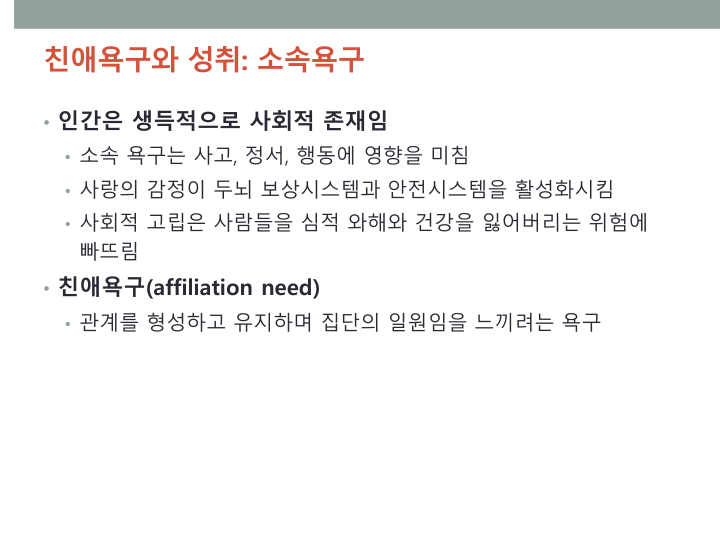 친애욕구와 성취: 소속욕구
• 인간은 생득적으로 사회적 존재임
• 소속 욕구는 사고, 정서, 행동에 영향을 미침
• 사랑의 감정이 두뇌 보상시스템과 안전시스템을 활성화시킴
• 사회적 고립은 사람들을 심적 와해와 건강을 잃어버리는 위험에
빠뜨림
• 친애욕구(affiliation need)
• 관계를 형성하고 유지하며 집단의 일원임을 느끼려는 욕구